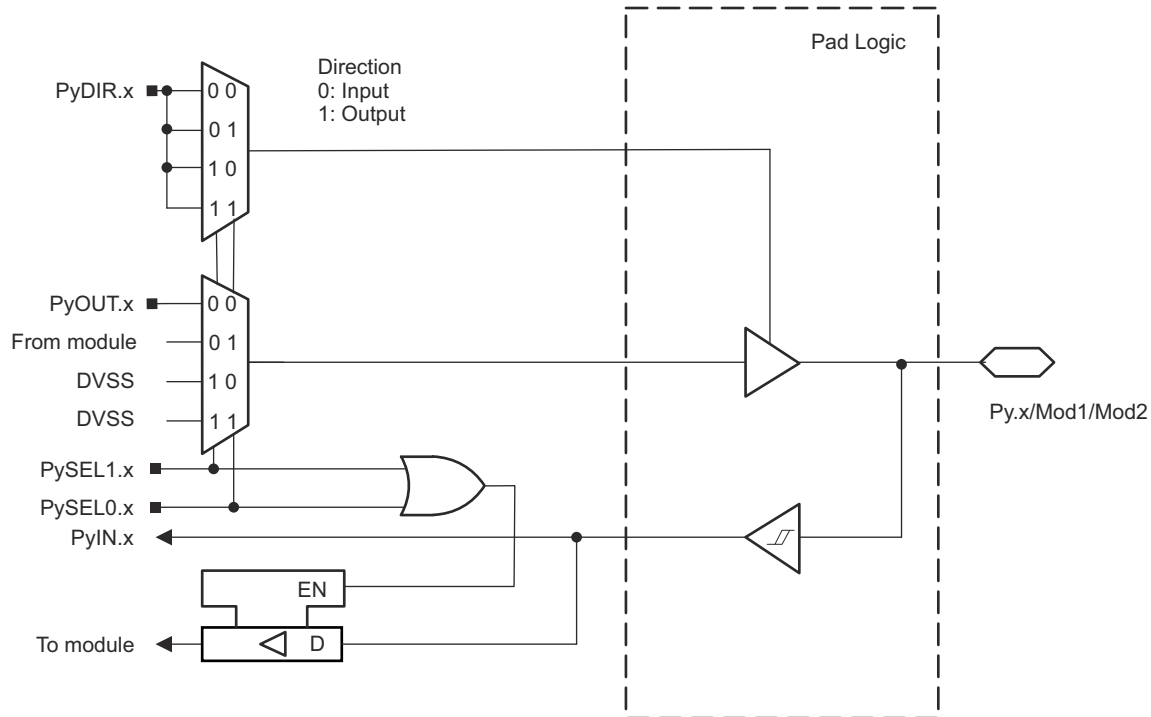 Pad Logic
Direction
0: Input
1: Output
PyDIR.x
0 0
0 1
1 0
1 1
PyOUT.x
0 0
From module
0 1
DVSS
1 0
DVSS
1 1
PySEL1.x
PySEL0.x
PyIN.x
Py.x/Mod1/Mod2
EN
To module
D